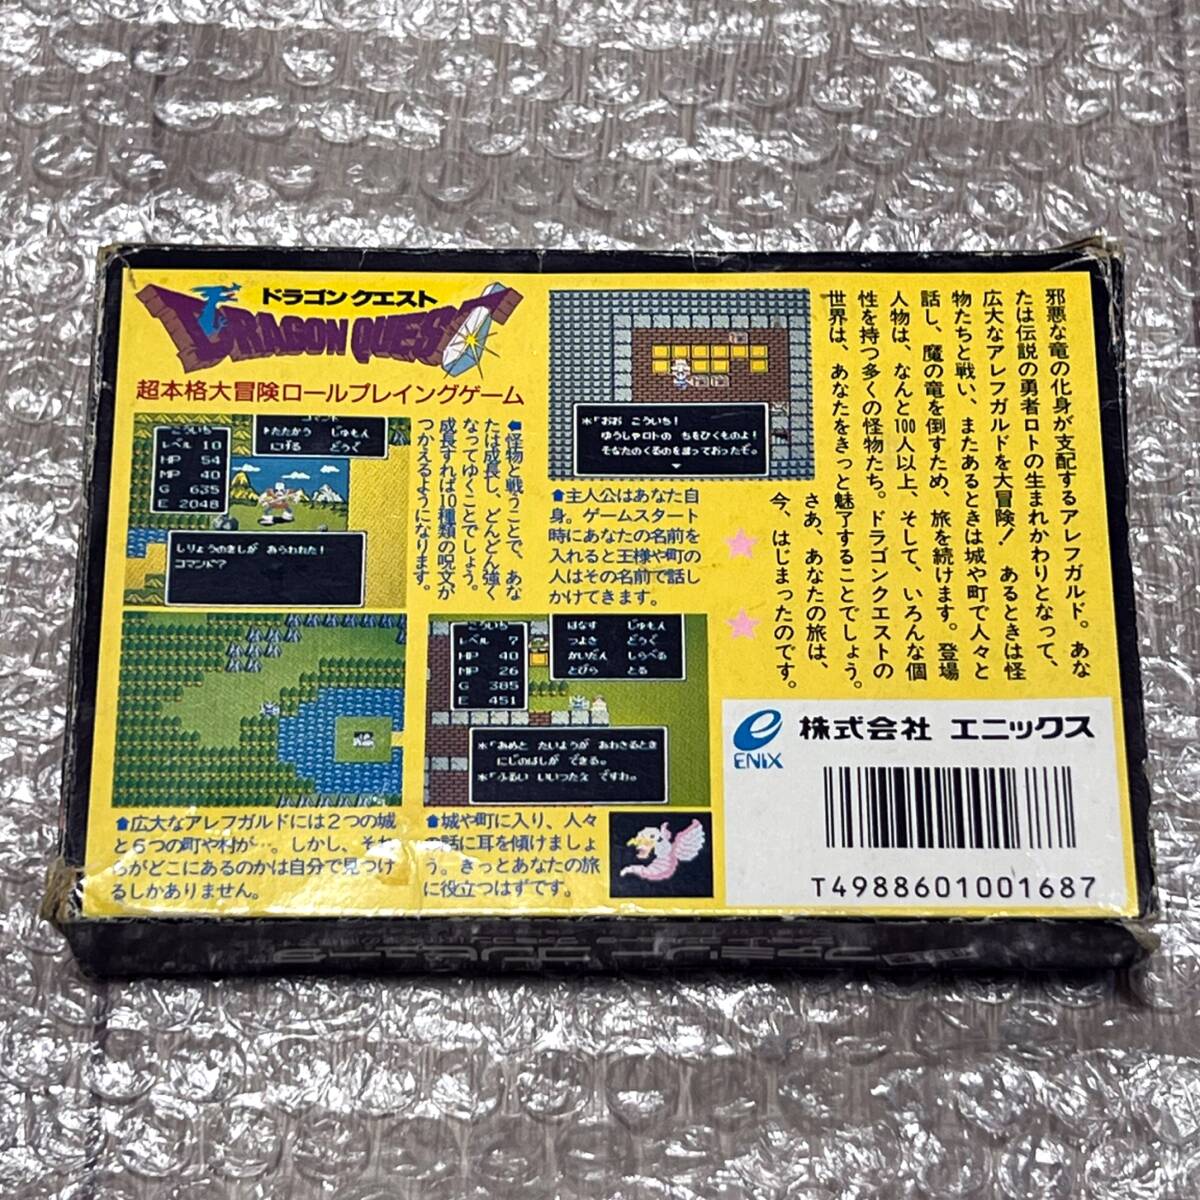 ドラゴンクエスト
DRAGON QUEST
超本格大冒険ロールプレイングゲーム
こういち
レベル 10
HP 54
MP 40
G 635
E 2048
コマンド
たたかう じゅもん
にげる どうぐ
しりょうのきしが あらわれた!
コマンド?
⬆怪物と戦うことで、あな
たは成長し、どんどん強く
なってゆくことでしょう。
成長すれば10種類の呪文が
つかえるようになります。
*「おお こういち!
ゆうしゃロトの ちをひくものよ!
そなたのくるのを まっておったぞ。
⬆主人公はあなた自
身。ゲームスタート
時にあなたの名前を
入れると王様や町の
人はその名前で話し
かけてきます。
邪悪な竜の化身が支配するアレフガルド。あな
たは伝説の勇者ロトの生まれかわりとなって、
広大なアレフガルドを大冒険! あるときは怪
物たちと戦い、またあるときは城や町で人々と
話し、魔の竜を倒すため、旅を続けます。登場
人物は、なんと100人以上、そして、いろんな個
性を持つ多くの怪物たち。ドラゴンクエストの
世界は、あなたをきっと魅了することでしょう。
さあ、あなたの旅は、
今、はじまったのです。
⬆広大なアレフガルドには2つの城
と6つの町や村が…。しかし、それ
らがどこにあるのかは自分で見つけ
るしかありません。
こういち
レベル 7
HP 40
MP 26
G 385
E 451
はなす じゅもん
つよさ どうぐ
かいだん しらべる
とびら とる
*「あめと たいようが あわさるとき
にじのはしが できる。
*「ふるい いいつたえ ですわ。
⬆城や町に入り、人々
の話に耳を傾けましょ
う。きっとあなたの旅
に役立つはずです。
ENIX
株式会社 エニックス
T4988601001687